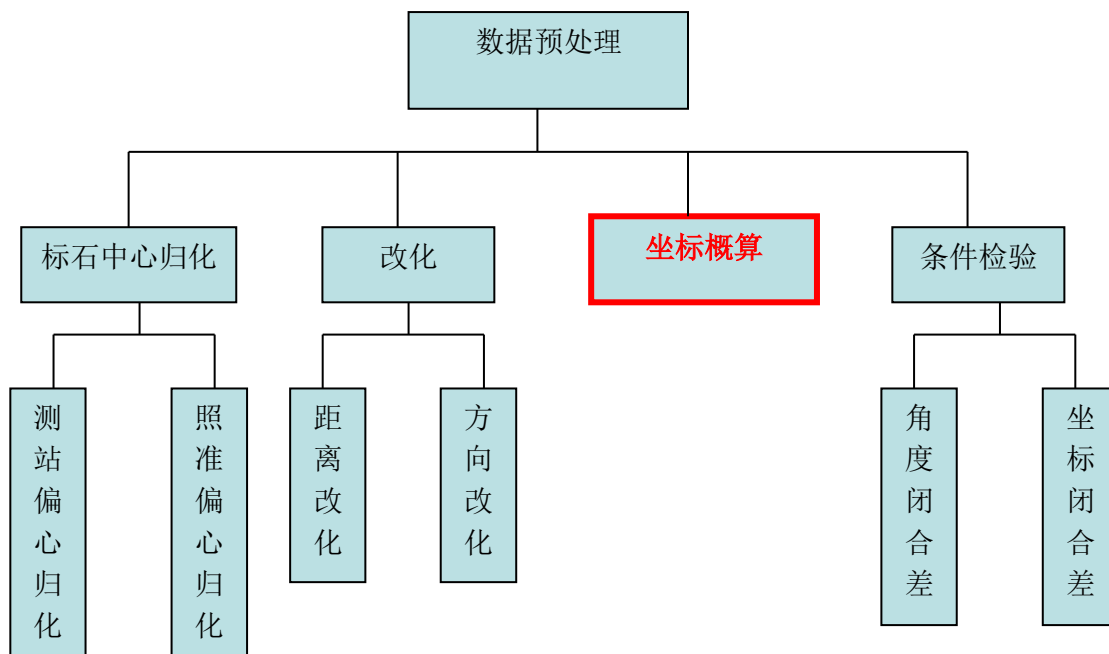 数据预处理
标石中心归化
改化
坐标概算
条件检验
测站偏心归化
照准偏心归化
距离改化
方向改化
角度闭合差
坐标闭合差